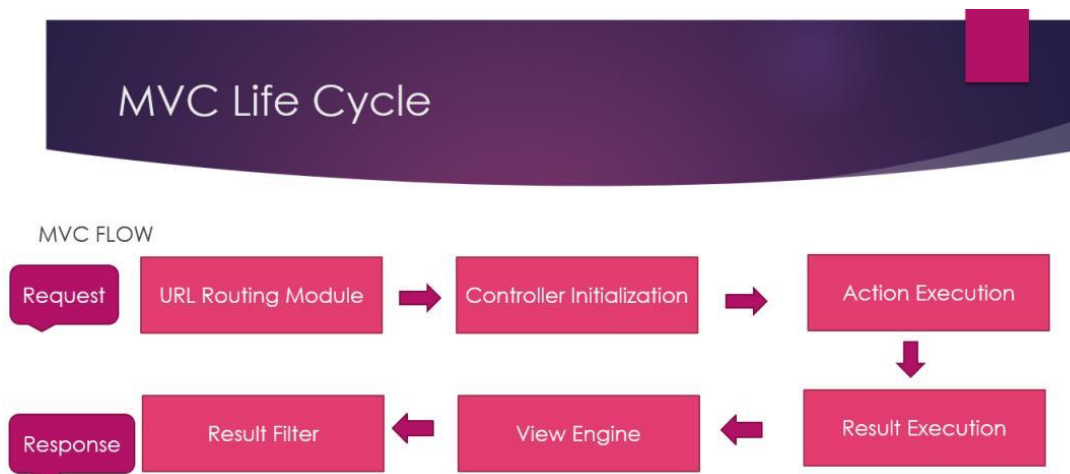 MVC Life Cycle
MVC FLOW
Request
URL Routing Module
Controller Initialization
Action Execution
Result Execution
View Engine
Result Filter
Response